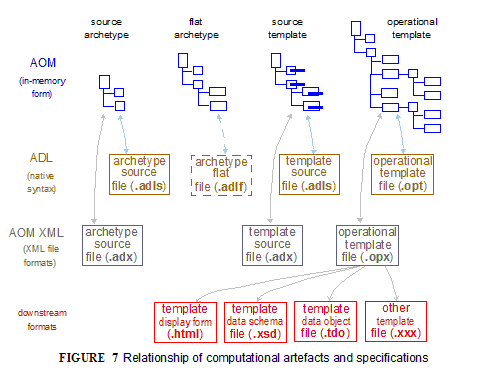 source archetype
flat archetype
source template
operational template
AOM
(in-memory form)
ADL
(native syntax)
archetype source file (.adls)
archetype flat file (.adlf)
template source file (.adls)
operational template file (.opt)
AOM XML
(XML file formats)
archetype source file (.adx)
template source file (.adx)
operational template file (.opx)
downstream formats
template display form (.html)
template data schema file (.xsd)
template data object file (.tdo)
other template file (.xxx)
FIGURE 7 Relationship of computational artefacts and specifications